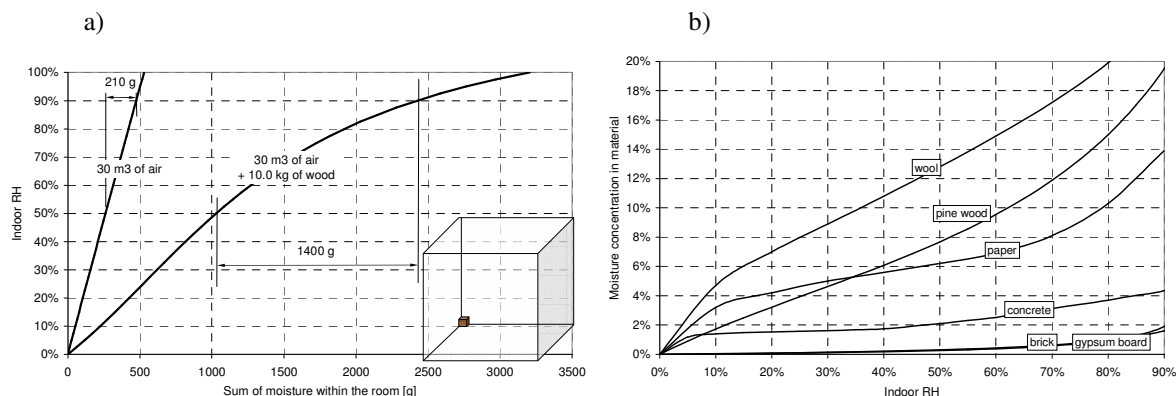 a)
Indoor RH
100%
90%
80%
70%
60%
50%
40%
30%
20%
10%
0%
210 g
30 m3 of air
30 m3 of air
+ 10.0 kg of wood
1400 g
0
500
1000
1500
2000
2500
3000
3500
Sum of moisture within the room [g]
b)
Moisture concentration in material
20%
18%
16%
14%
12%
10%
8%
6%
4%
2%
0%
wool
pine wood
paper
concrete
brick
gypsum board
0%
10%
20%
30%
40%
50%
60%
70%
80%
90%
Indoor RH